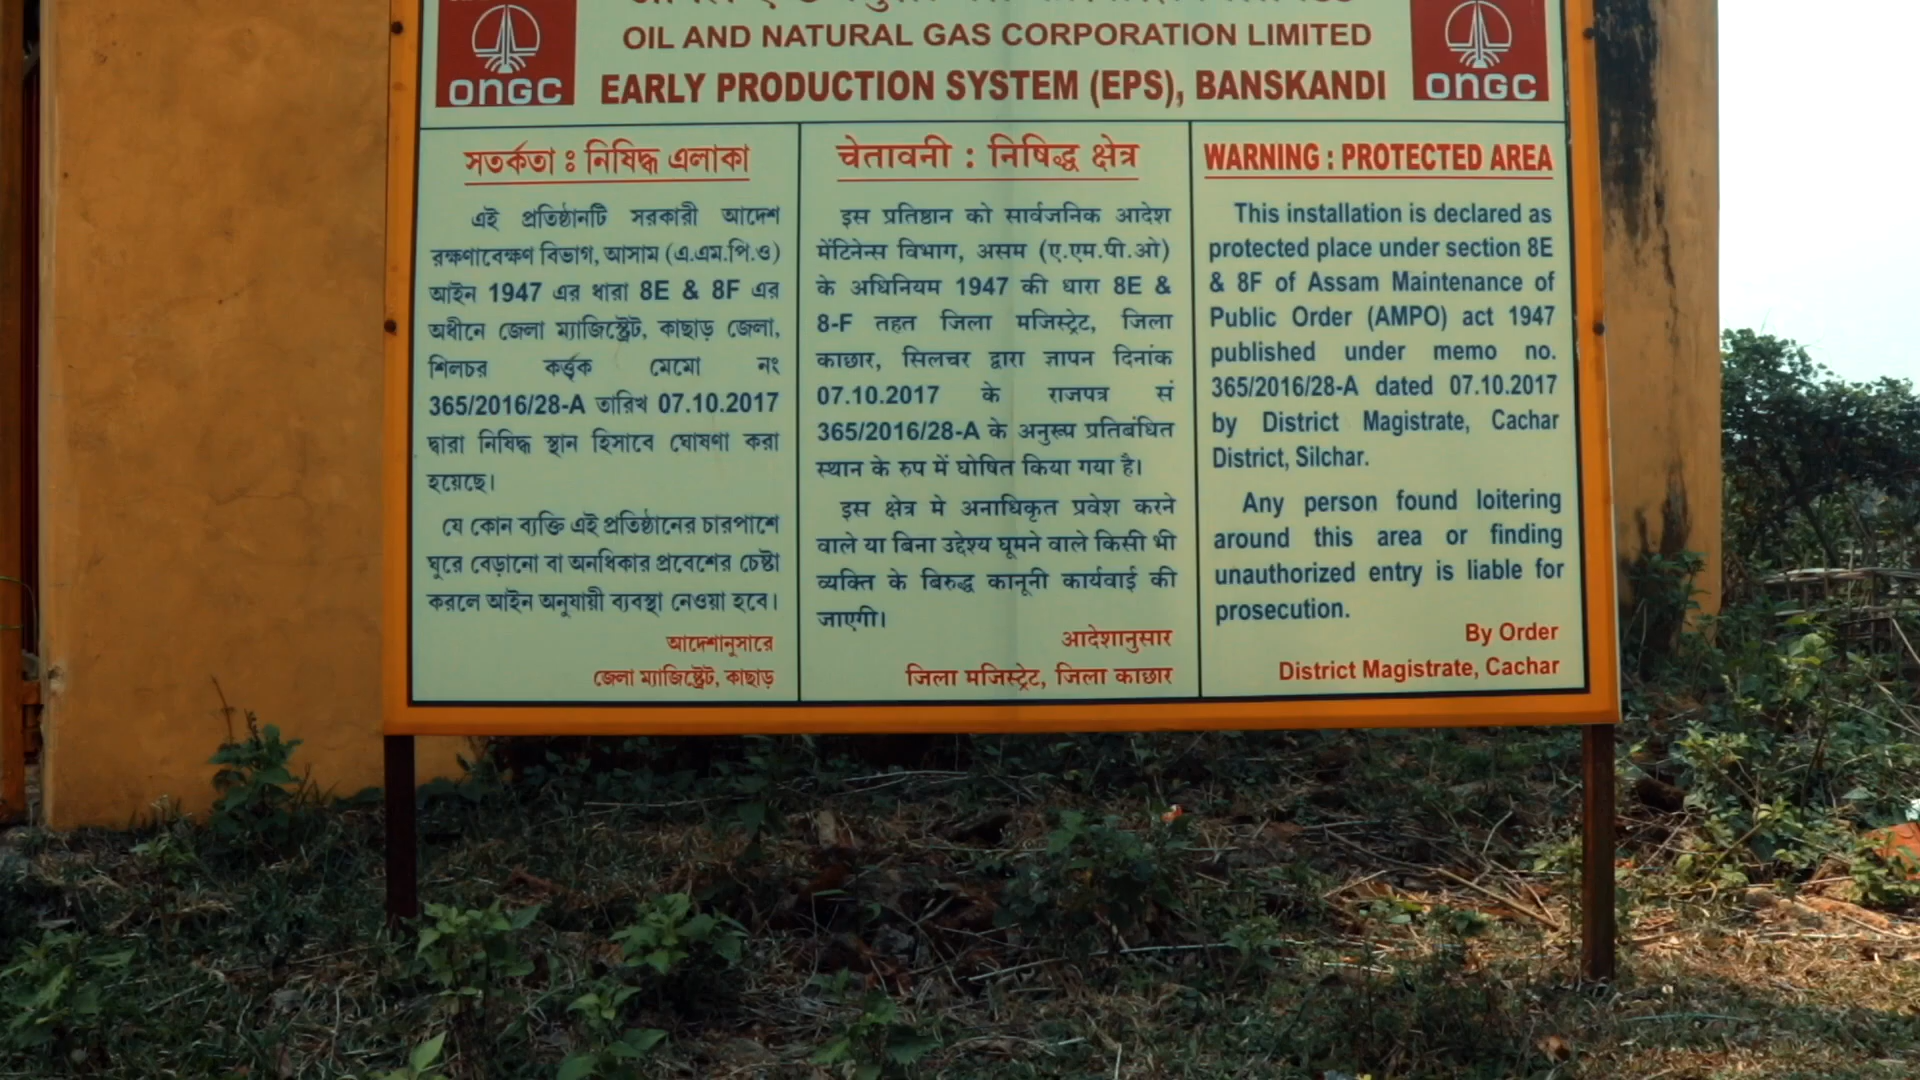 OIL AND NATURAL GAS CORPORATION LIMITED
EARLY PRODUCTION SYSTEM (EPS), BANSKANDI
ONGC
ONGC
সতর্কতা : নিষিদ্ধ এলাকা
এই প্রতিষ্ঠানটি সরকারী আদেশ
রক্ষণাবেক্ষণ বিভাগ, আসাম (এ.এম.পি.ও)
আইন 1947 এর ধারা 8E & 8F এর
অধীনে জেলা ম্যাজিস্ট্রেট, কাছাড় জেলা,
শিলচর কর্ত্তৃক মেমো নং
365/2016/28-A তারিখ 07.10.2017
দ্বারা নিষিদ্ধ স্থান হিসাবে ঘোষণা করা
হয়েছে।
যে কোন ব্যক্তি এই প্রতিষ্ঠানের চারপাশে
ঘুরে বেড়ানো বা অনধিকার প্রবেশের চেষ্টা
করলে আইন অনুযায়ী ব্যবস্থা নেওয়া হবে।
আদেশানুসারে
জেলা ম্যাজিষ্ট্রেট, কাছাড়
चेतावनी : निषिद्ध क्षेत्र
इस प्रतिष्ठान को सार्वजनिक आदेश
मेंटिनेन्स विभाग, असम (ए.एम.पी.ओ)
के अधिनियम 1947 की धारा 8E &
8-F तहत जिला मजिस्ट्रेट, जिला
काछार, सिलचर द्वारा ज्ञापन दिनांक
07.10.2017 के राजपत्र सं
365/2016/28-A के अनुरूप प्रतिबंधित
स्थान के रुप में घोषित किया गया है।
इस क्षेत्र मे अनाधिकृत प्रवेश करने
वाले या बिना उद्देश्य घूमने वाले किसी भी
व्यक्ति के बिरुद्ध कानूनी कार्यवाई की
जाएगी।
आदेशानुसार
जिला मजिस्ट्रेट, जिला काछार
WARNING : PROTECTED AREA
This installation is declared as
protected place under section 8E
& 8F of Assam Maintenance of
Public Order (AMPO) act 1947
published under memo no.
365/2016/28-A dated 07.10.2017
by District Magistrate, Cachar
District, Silchar.
Any person found loitering
around this area or finding
unauthorized entry is liable for
prosecution.
By Order
District Magistrate, Cachar